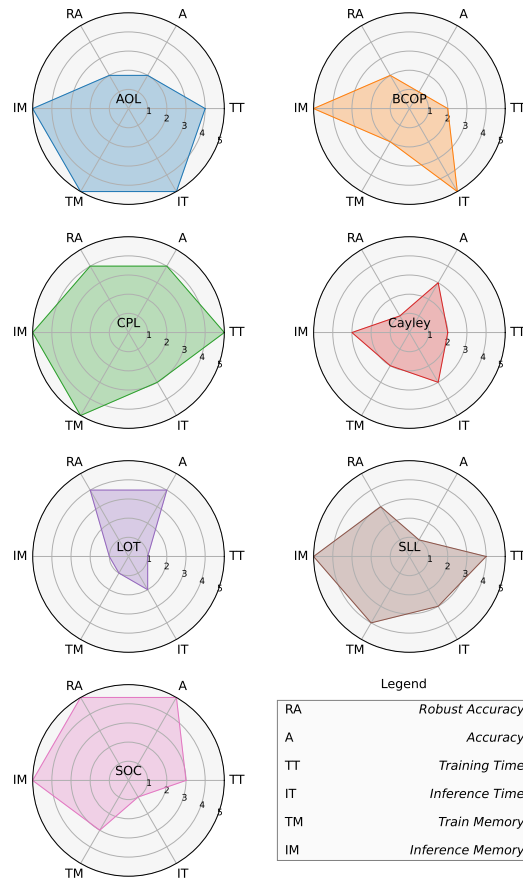 RA A RA A
IM AOL TT IM BCOP TT
1 2 3 4 5 1 2 3 4 5
TM IT TM IT
RA A RA A
IM CPL TT IM Cayley TT
1 2 3 4 5 1 2 3 4 5
TM IT TM IT
RA A RA A
IM LOT TT IM SLL TT
1 2 3 4 5 1 2 3 4 5
TM IT TM IT
RA A
IM SOC TT
1 2 3 4 5
TM IT
Legend
RA Robust Accuracy
A Accuracy
TT Training Time
IT Inference Time
TM Train Memory
IM Inference Memory